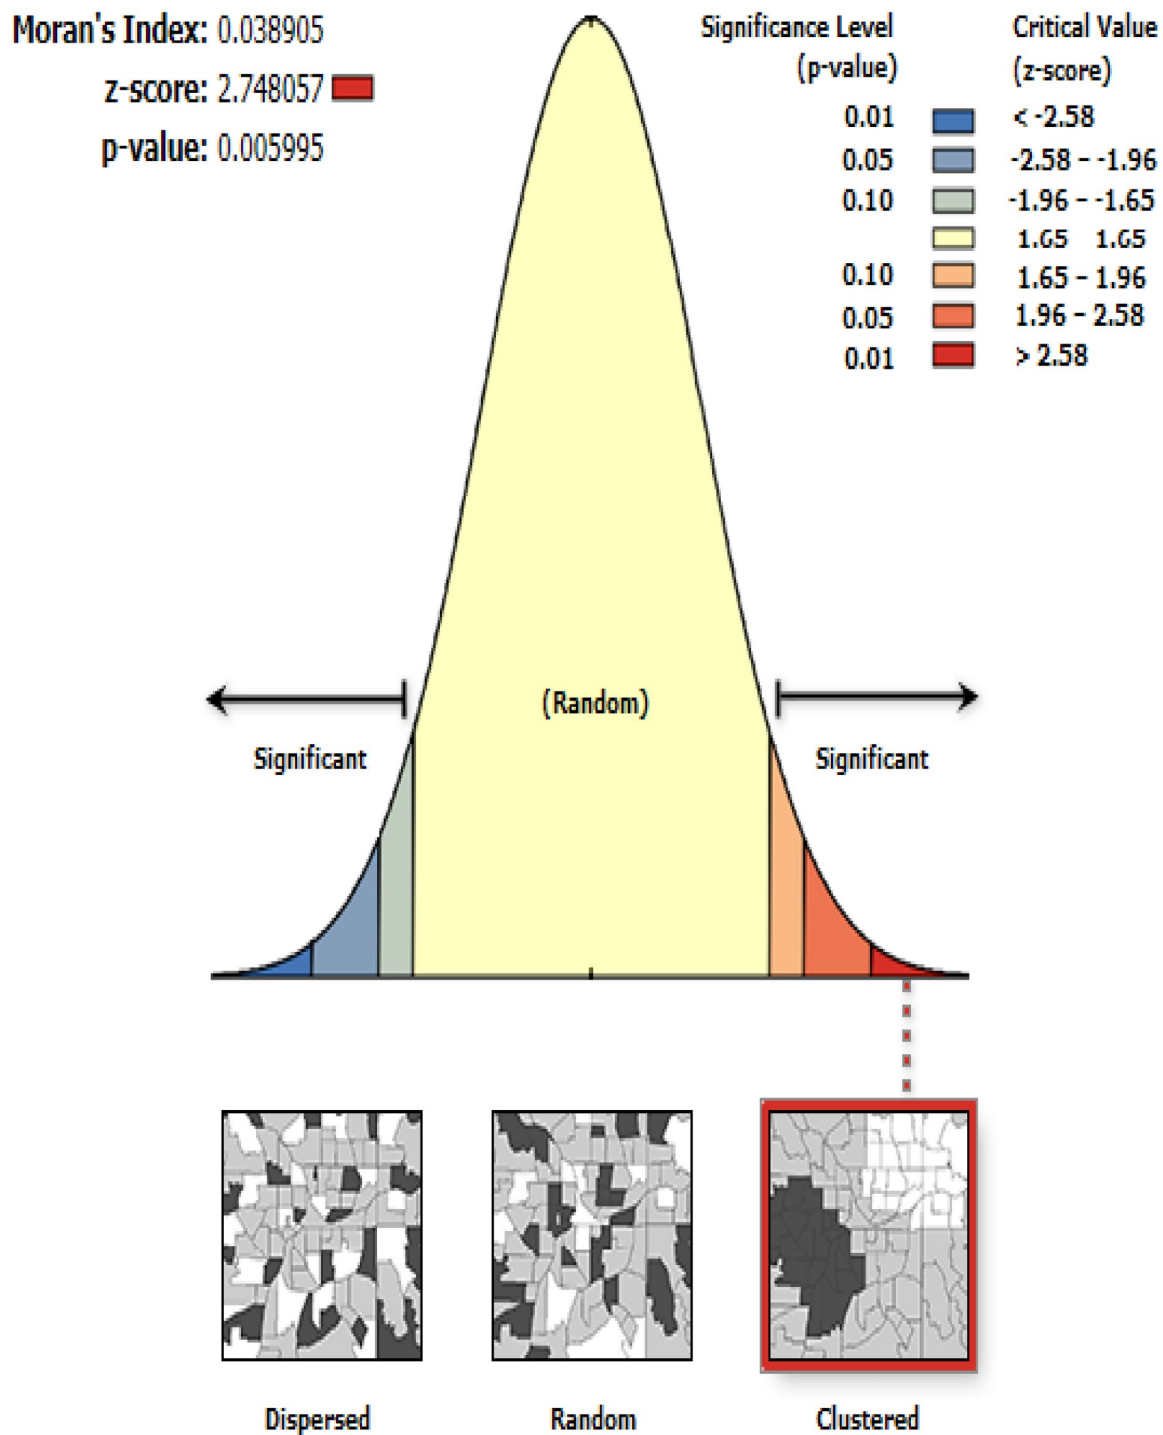 Moran's Index: 0.038905
z-score: 2.748057
p-value: 0.005995
Significance Level
(p-value)
Critical Value
(z-score)
0.01 < -2.58
0.05 -2.58 – -1.96
0.10 -1.96 – -1.65
1.65 1.65
0.10 1.65 – 1.96
0.05 1.96 – 2.58
0.01 > 2.58
(Random)
Significant
Significant
Dispersed
Random
Clustered